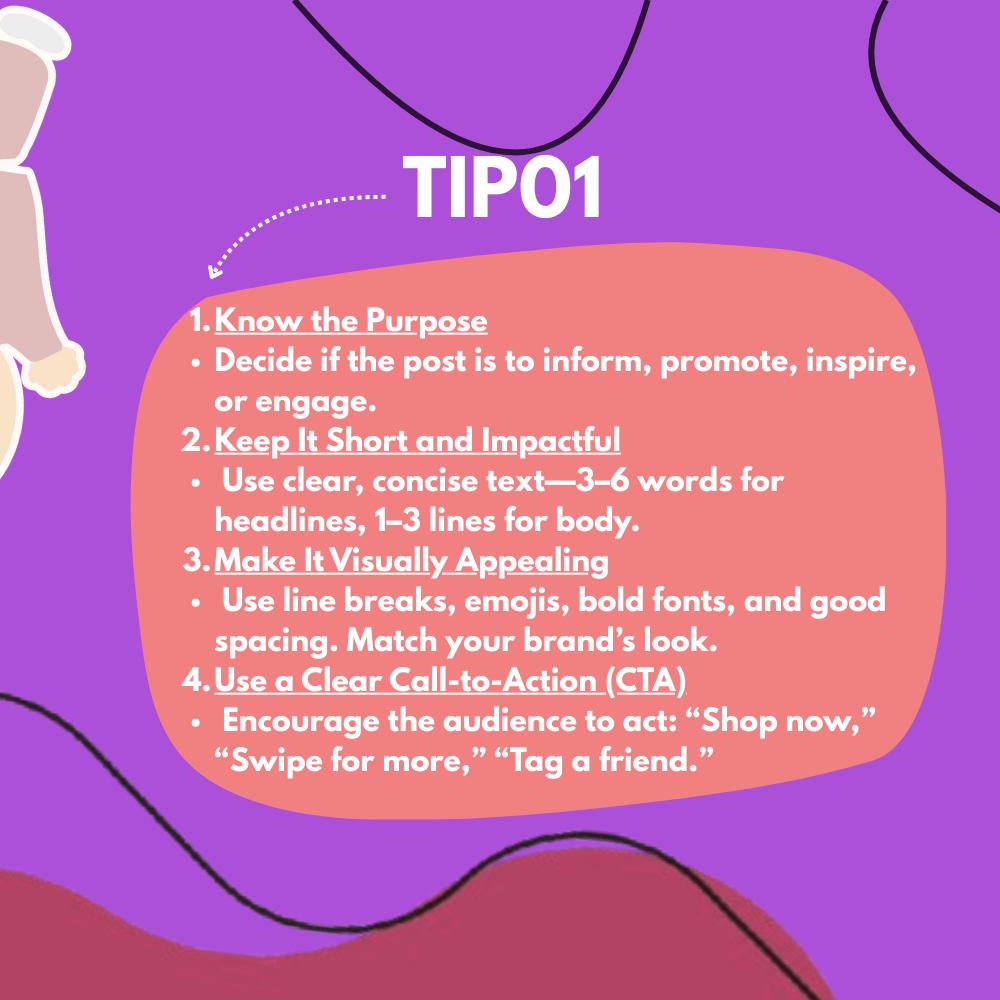 TIP01
1. Know the Purpose
• Decide if the post is to inform, promote, inspire,
or engage.
2. Keep It Short and Impactful
• Use clear, concise text—3–6 words for
headlines, 1–3 lines for body.
3. Make It Visually Appealing
• Use line breaks, emojis, bold fonts, and good
spacing. Match your brand’s look.
4. Use a Clear Call-to-Action (CTA)
• Encourage the audience to act: “Shop now,”
“Swipe for more,” “Tag a friend.”